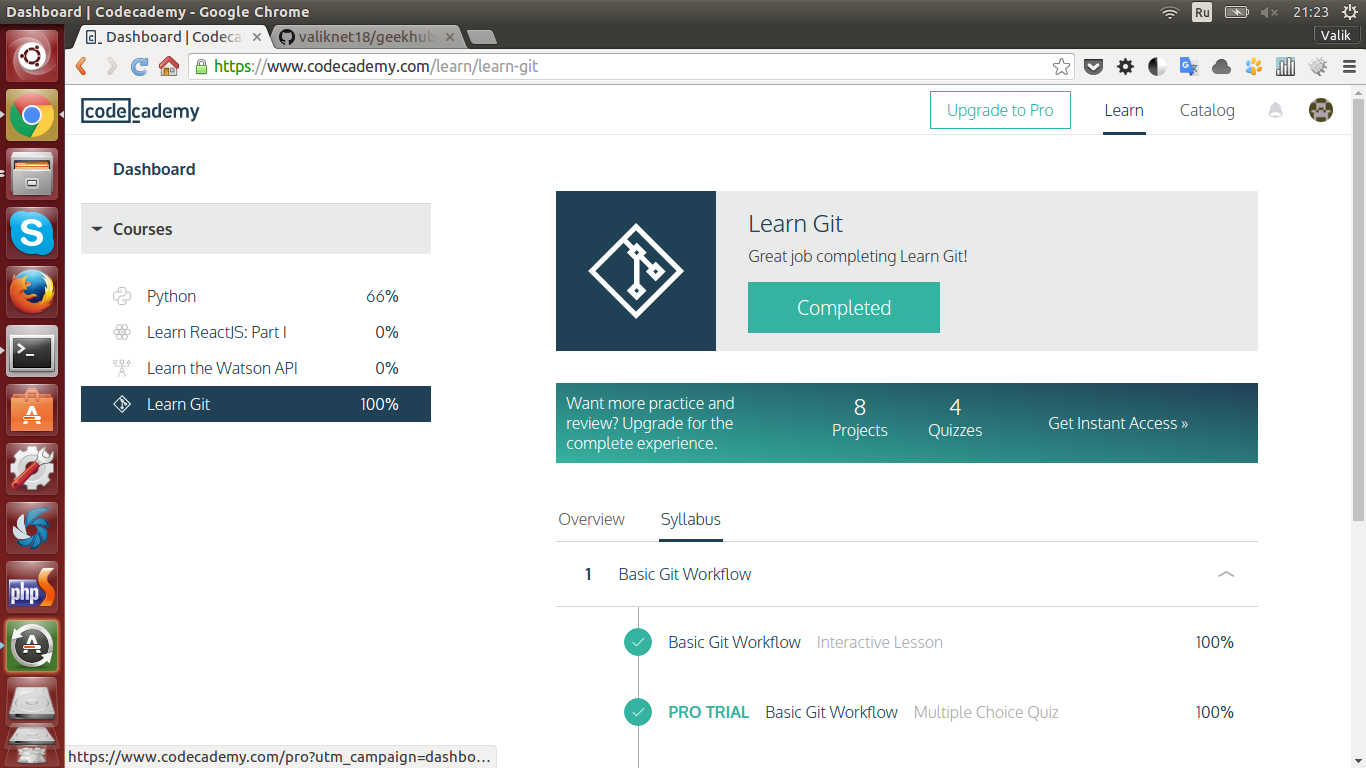 Dashboard | Codecademy - Google Chrome
Ru
21:23
Dashboard | Codeca
valiknet18/geekhub
Valik
https://www.codecademy.com/learn/learn-git
codecademy
Upgrade to Pro
Learn
Catalog
Dashboard
Courses
Python 66%
Learn ReactJS: Part I 0%
Learn the Watson API 0%
Learn Git 100%
Learn Git
Great job completing Learn Git!
Completed
Want more practice and
review? Upgrade for the
complete experience.
8
Projects
4
Quizzes
Get Instant Access »
Overview
Syllabus
1 Basic Git Workflow
Basic Git Workflow Interactive Lesson 100%
PRO TRIAL Basic Git Workflow Multiple Choice Quiz 100%
S
php S
A
A
https://www.codecademy.com/pro?utm_campaign=dashbo...